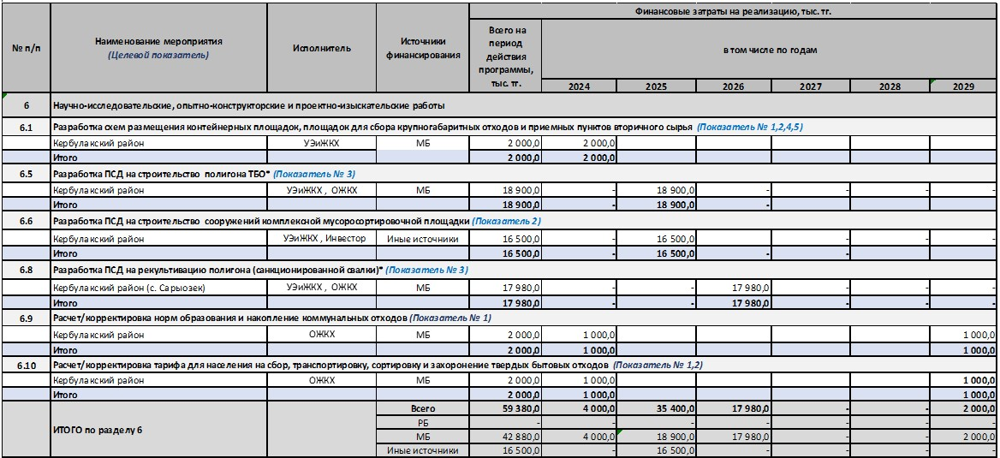 Финансовые затраты на реализацию, тыс. тг.
№ п/п Наименование мероприятия (Целевой показатель) Исполнитель Источники финансирования Всего на период действия программы, тыс. тг. в том числе по годам
2024 2025 2026 2027 2028 2029
6 Научно-исследовательские, опытно-конструкторские и проектно-изыскательские работы
6.1 Разработка схем размещения контейнерных площадок, площадок для сбора крупногабаритных отходов и приемных пунктов вторичного сырья (Показатель № 1,2,4,5)
Кербулакский район УЭиЖКХ МБ 2 000,0 2 000,0
Итого 2 000,0 2 000,0
6.5 Разработка ПСД на строительство полигона ТБО* (Показатель № 3)
Кербулакский район УЭиЖКХ , ОЖКХ МБ 18 900,0 - 18 900,0 - - - -
Итого 18 900,0 - 18 900,0 -
6.6 Разработка ПСД на строительство сооружений комплексной мусоросортировочной площадки (Показатель 2)
Кербулакский район УЭиЖКХ , Инвестор Иные источники 16 500,0 - 16 500,0 - - - -
Итого 16 500,0 - 16 500,0 - -
6.8 Разработка ПСД на рекультивацию полигона (санкционированной свалки)* (Показатель № 3)
Кербулакский район (с. Сарыозек) УЭиЖКХ , ОЖКХ МБ 17 980,0 - - 17 980,0 - - -
Итого 17 980,0 - - 17 980,0 - - -
6.9 Расчет/корректировка норм образования и накопление коммунальных отходов (Показатель № 1)
Кербулакский район ОЖКХ МБ 2 000,0 1 000,0 1 000,0
Итого 2 000,0 1 000,0 1 000,0
6.10 Расчет/корректировка тарифа для населения на сбор, транспортировку, сортировку и захоронение твердых бытовых отходов (Показатель № 1,2)
Кербулакский район ОЖКХ МБ 2 000,0 1 000,0 1 000,0
Итого 2 000,0 1 000,0 1 000,0
ИТОГО по разделу 6 Всего 59 380,0 4 000,0 35 400,0 17 980,0 - - 2 000,0
РБ - - - - - - -
МБ 42 880,0 4 000,0 18 900,0 17 980,0 - - 2 000,0
Иные источники 16 500,0 - 16 500,0 - - - -